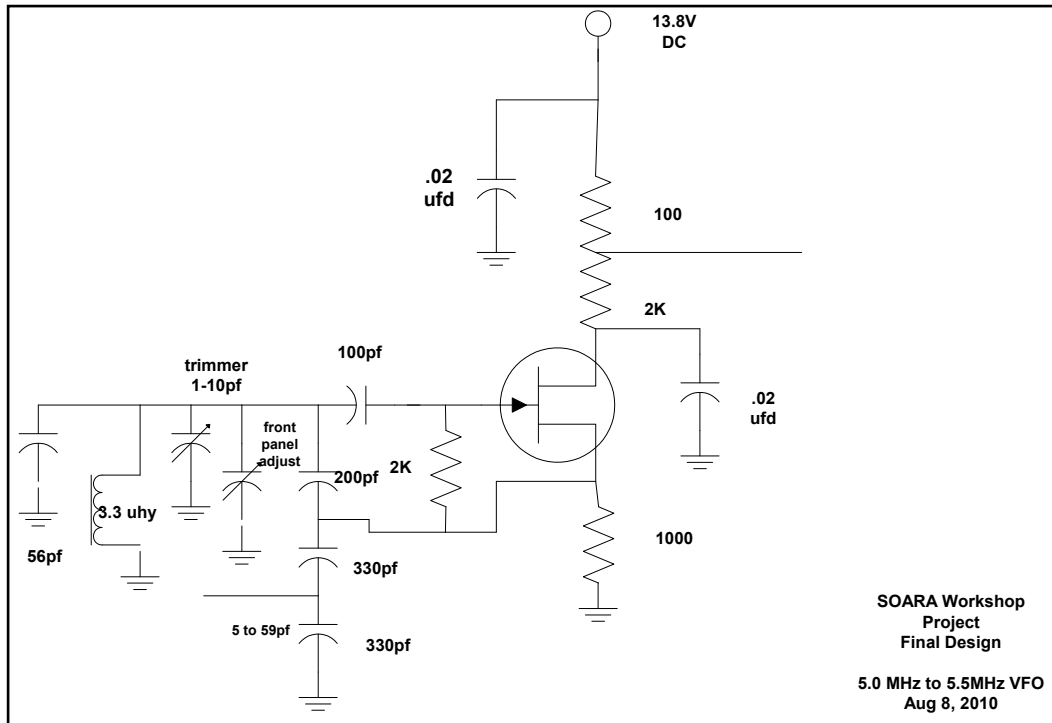 13.8V
DC
.02
ufd
100
2K
100pf
trimmer
1-10pf
.02
ufd
front
panel
adjust
200pf
2K
3.3 uhy
1000
56pf
330pf
5 to 59pf
330pf
SOARA Workshop
Project
Final Design
5.0 MHz to 5.5MHz VFO
Aug 8, 2010